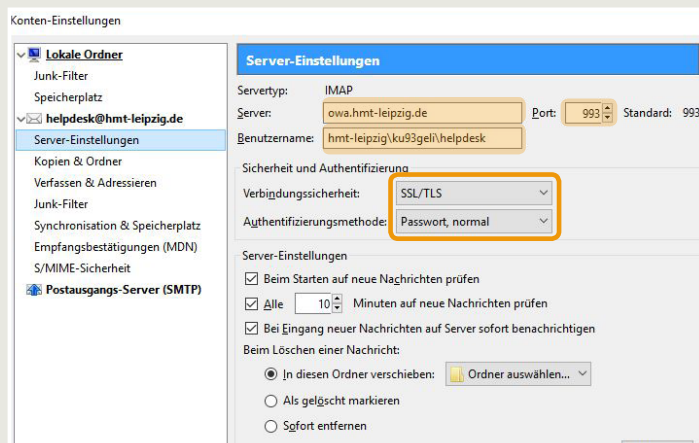 Konten-Einstellungen
Lokale Ordner
Junk-Filter
Speicherplatz
helpdesk@hmt-leipzig.de
Server-Einstellungen
Kopien & Ordner
Verfassen & Adressieren
Junk-Filter
Synchronisation & Speicherplatz
Empfangsbestätigungen (MDN)
S/MIME-Sicherheit
Postausgangs-Server (SMTP)
Server-Einstellungen
Servertyp: IMAP
Server: owa.hmt-leipzig.de Port: 993 Standard: 993
Benutzername: hmt-leipzig\ku93geli\helpdesk
Sicherheit und Authentifizierung
Verbindungssicherheit: SSL/TLS
Authentifizierungsmethode: Passwort, normal
Server-Einstellungen
Beim Starten auf neue Nachrichten prüfen
Alle 10 Minuten auf neue Nachrichten prüfen
Bei Eingang neuer Nachrichten auf Server sofort benachrichtigen
Beim Löschen einer Nachricht:
In diesen Ordner verschieben: Ordner auswählen...
Als gelöscht markieren
Sofort entfernen